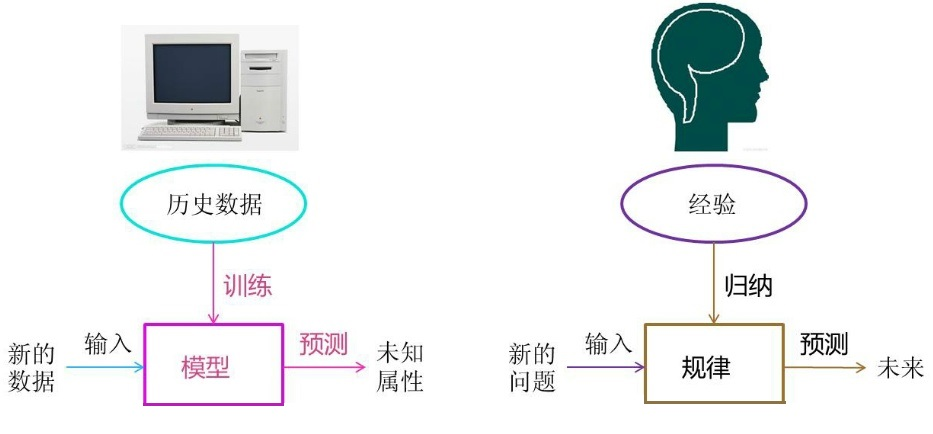 历史数据
训练
新的
数据
输入
模型
预测
未知
属性
经验
归纳
新的
问题
输入
规律
预测
未来